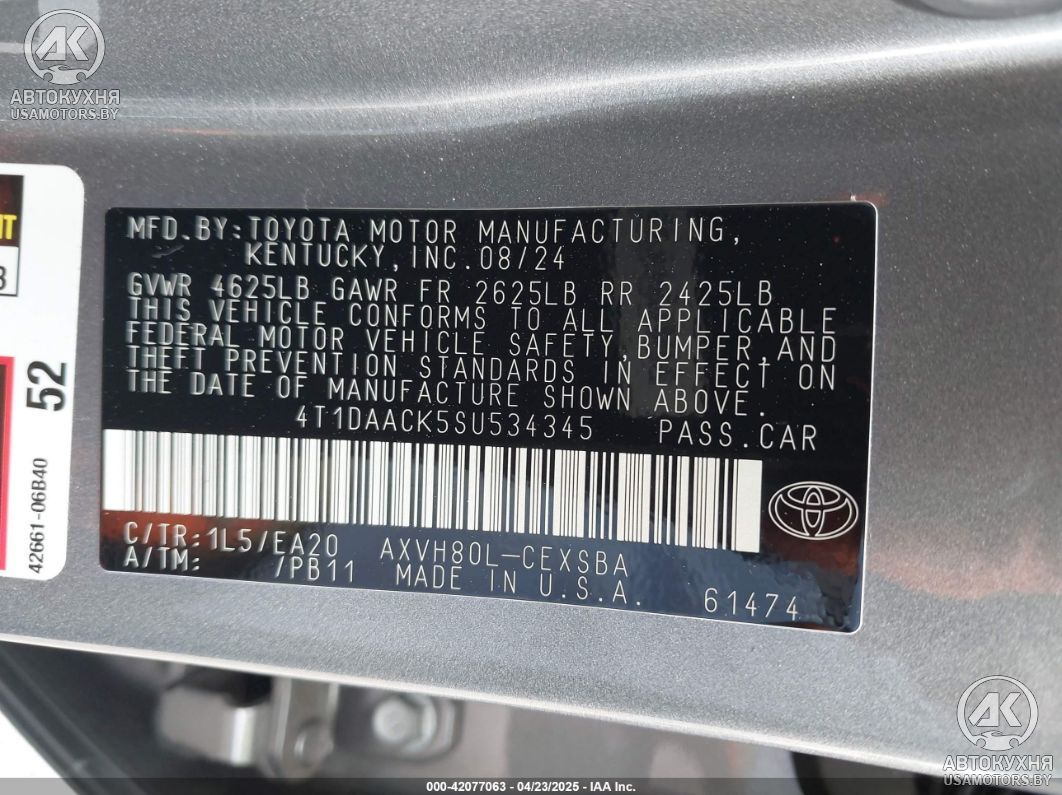 AK
АВТОКУХНЯ
USAMOTORS.BY
MFD.BY:TOYOTA MOTOR MANUFACTURING,
KENTUCKY,INC.08/24
GVWR 4625LB GAWR FR 2625LB RR 2425LB
THIS VEHICLE CONFORMS TO ALL APPLICABLE
FEDERAL MOTOR VEHICLE SAFETY,BUMPER,AND
THEFT PREVENTION STANDARDS IN EFFECT ON
THE DATE OF MANUFACTURE SHOWN ABOVE.
4T1DAACK5SU534345 PASS.CAR
C/TR:1L5/EA20 AXVH80L-CEXSBA
A/TM: /PB11 MADE IN U.S.A. 61474
52
42661-06B40
AK
АВТОКУХНЯ
USAMOTORS.BY
000-42077063 - 04/23/2025 - IAA Inc.